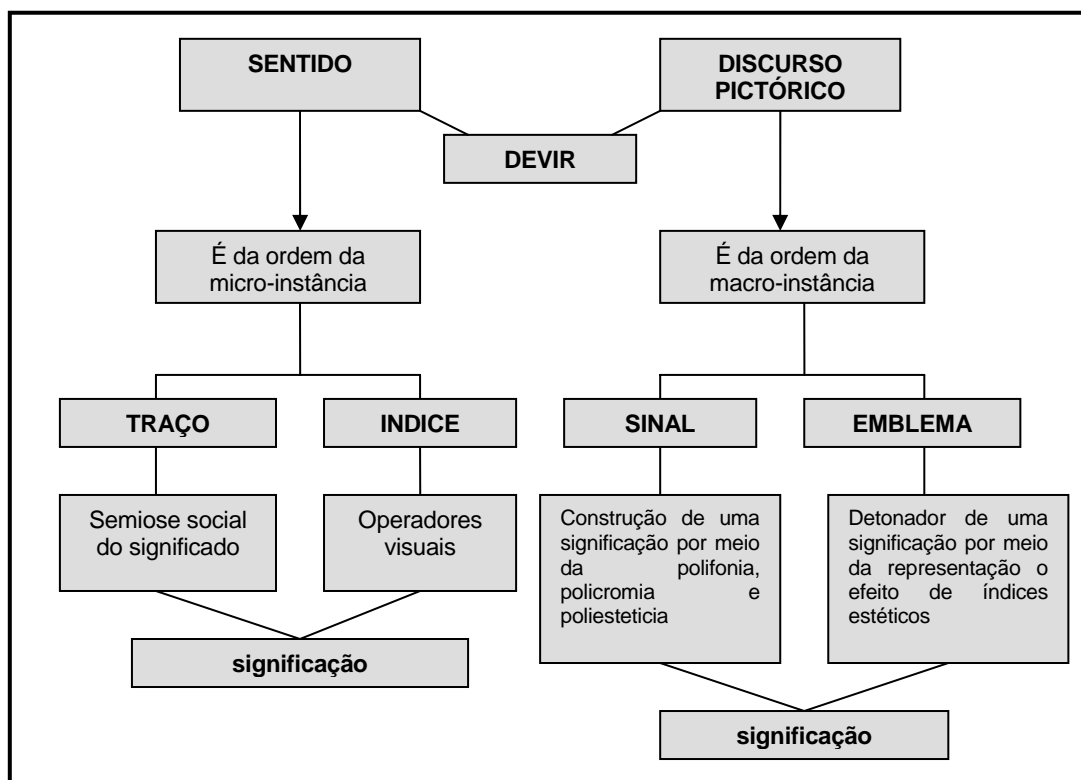 SENTIDO
DISCURSO
PICTÓRICO
DEVIR
É da ordem da
micro-instância
É da ordem da
macro-instância
TRAÇO
INDICE
SINAL
EMBLEMA
Semiose social
do significado
Operadores
visuais
Construção de uma
significação por meio
da polifonia,
policromia e
poliesteticia
Detonador de uma
significação por meio
da representação o
efeito de índices
estéticos
significação
significação